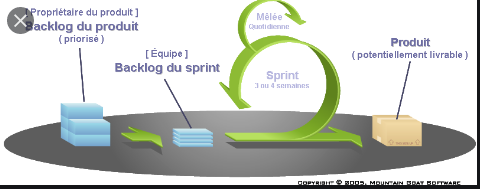 [ Propriétaire du produit ]
Backlog du produit
( priorisé )
[ Équipe ]
Backlog du sprint
Mêlée
Quotidienne
Sprint
3 ou 4 semaines
Produit
( potentiellement livrable )
Copyright © 2005, Mountain Goat Software